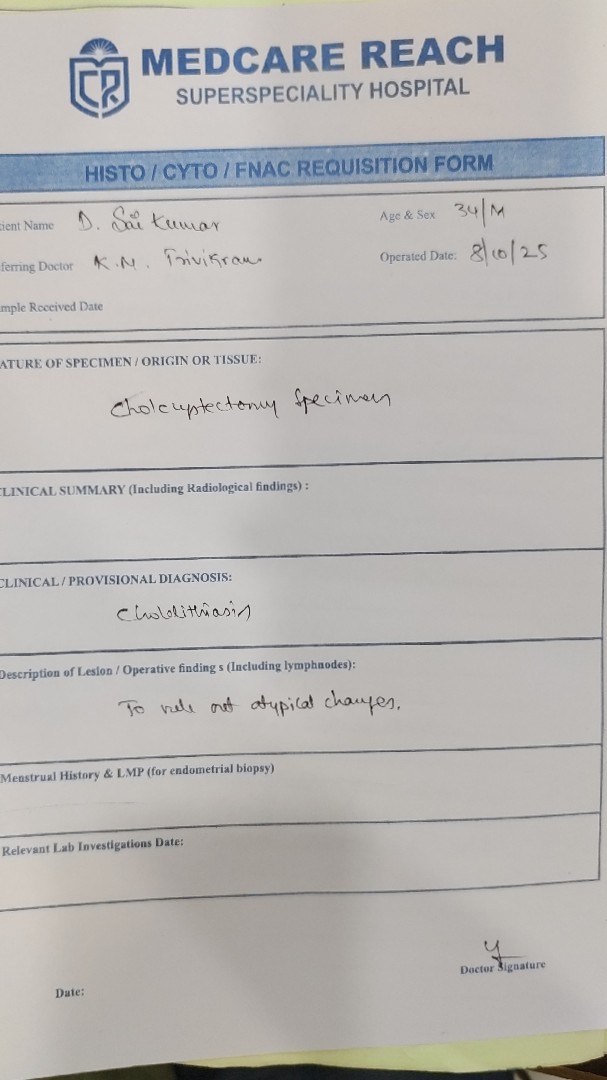 MEDCARE REACH
SUPERSPECIALITY HOSPITAL
HISTO / CYTO / FNAC REQUISITION FORM
tient Name D. Sai Kumar Age & Sex 34/M
ferring Doctor K.M. Trivikram Operated Date: 8/10/25
mple Received Date
ATURE OF SPECIMEN / ORIGIN OR TISSUE:
Cholcystectomy Specimen
CLINICAL SUMMARY (Including Radiological findings) :
CLINICAL / PROVISIONAL DIAGNOSIS:
Cholelithiasis
Description of Lesion / Operative finding s (Including lymphnodes):
To rule out atypical changes.
Menstrual History & LMP (for endometrial biopsy)
Relevant Lab Investigations Date:
Doctor Signature
Date: